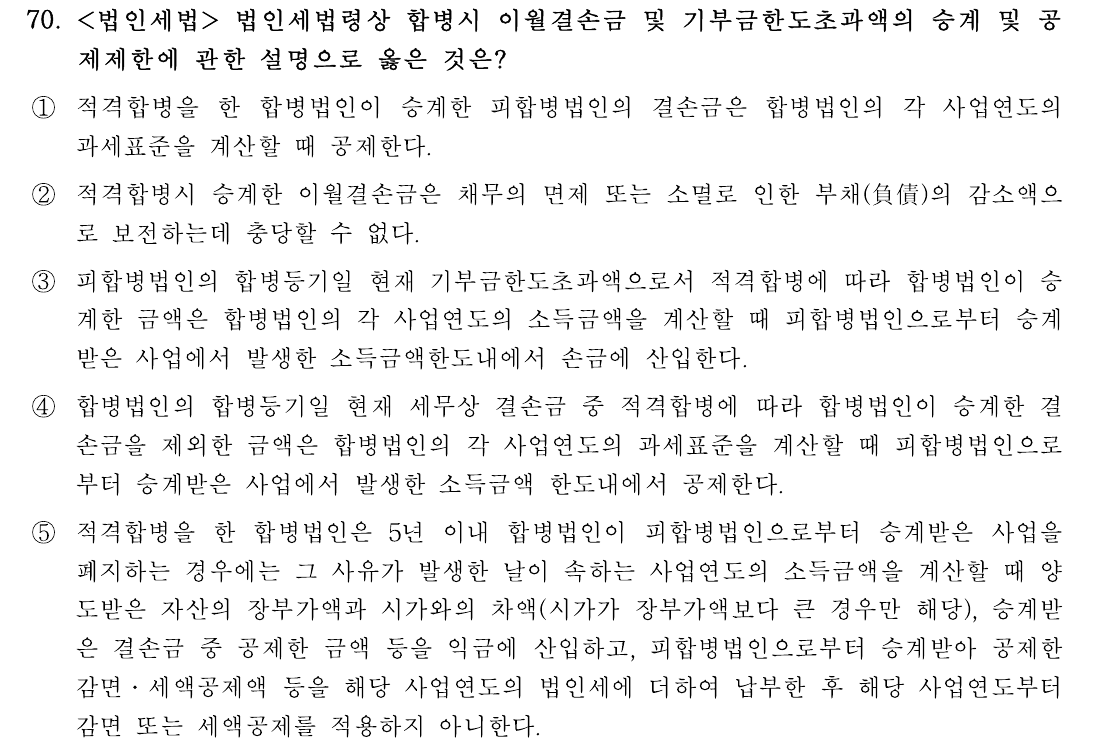 70. <법인세법> 법인세법령상 합병시 이월결손금 및 기부금한도초과액의 승계 및 공
제제한에 관한 설명으로 옳은 것은?
① 적격합병을 한 합병법인이 승계한 피합병법인의 결손금은 합병법인의 각 사업연도의
과세표준을 계산할 때 공제한다.
② 적격합병시 승계한 이월결손금은 채무의 면제 또는 소멸로 인한 부채(負債)의 감소액으
로 보전하는데 충당할 수 없다.
③ 피합병법인의 합병등기일 현재 기부금한도초과액으로서 적격합병에 따라 합병법인이 승
계한 금액은 합병법인의 각 사업연도의 소득금액을 계산할 때 피합병법인으로부터 승계
받은 사업에서 발생한 소득금액한도내에서 손금에 산입한다.
④ 합병법인의 합병등기일 현재 세무상 결손금 중 적격합병에 따라 합병법인이 승계한 결
손금을 제외한 금액은 합병법인의 각 사업연도의 과세표준을 계산할 때 피합병법인으로
부터 승계받은 사업에서 발생한 소득금액 한도내에서 공제한다.
⑤ 적격합병을 한 합병법인은 5년 이내 합병법인이 피합병법인으로부터 승계받은 사업을
폐지하는 경우에는 그 사유가 발생한 날이 속하는 사업연도의 소득금액을 계산할 때 양
도받은 자산의 장부가액과 시가와의 차액(시가가 장부가액보다 큰 경우만 해당), 승계받
은 결손금 중 공제한 금액 등을 익금에 산입하고, 피합병법인으로부터 승계받아 공제한
감면·세액공제액 등을 해당 사업연도의 법인세에 더하여 납부한 후 해당 사업연도부터
감면 또는 세액공제를 적용하지 아니한다.